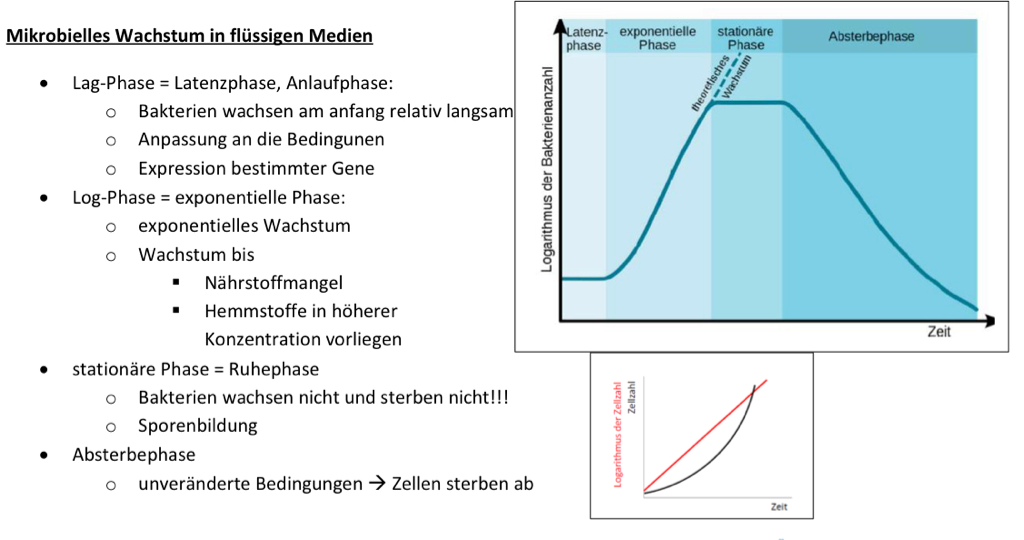 Mikrobielles Wachstum in flüssigen Medien
• Lag-Phase = Latenzphase, Anlaufphase:
o Bakterien wachsen am anfang relativ langsam
o Anpassung an die Bedingunen
o Expression bestimmter Gene
• Log-Phase = exponentielle Phase:
o exponentielles Wachstum
o Wachstum bis
▪ Nährstoffmangel
▪ Hemmstoffe in höherer
Konzentration vorliegen
• stationäre Phase = Ruhephase
o Bakterien wachsen nicht und sterben nicht!!!
o Sporenbildung
• Absterbephase
o unveränderte Bedingungen → Zellen sterben ab
Latenz-
phase
exponentielle
Phase
stationäre
Phase
Absterbephase
theoretisches
Wachstum
Logarithmus der Bakterienanzahl
Zeit
Logarithmus der Zellzahl
Zellzahl
Zeit